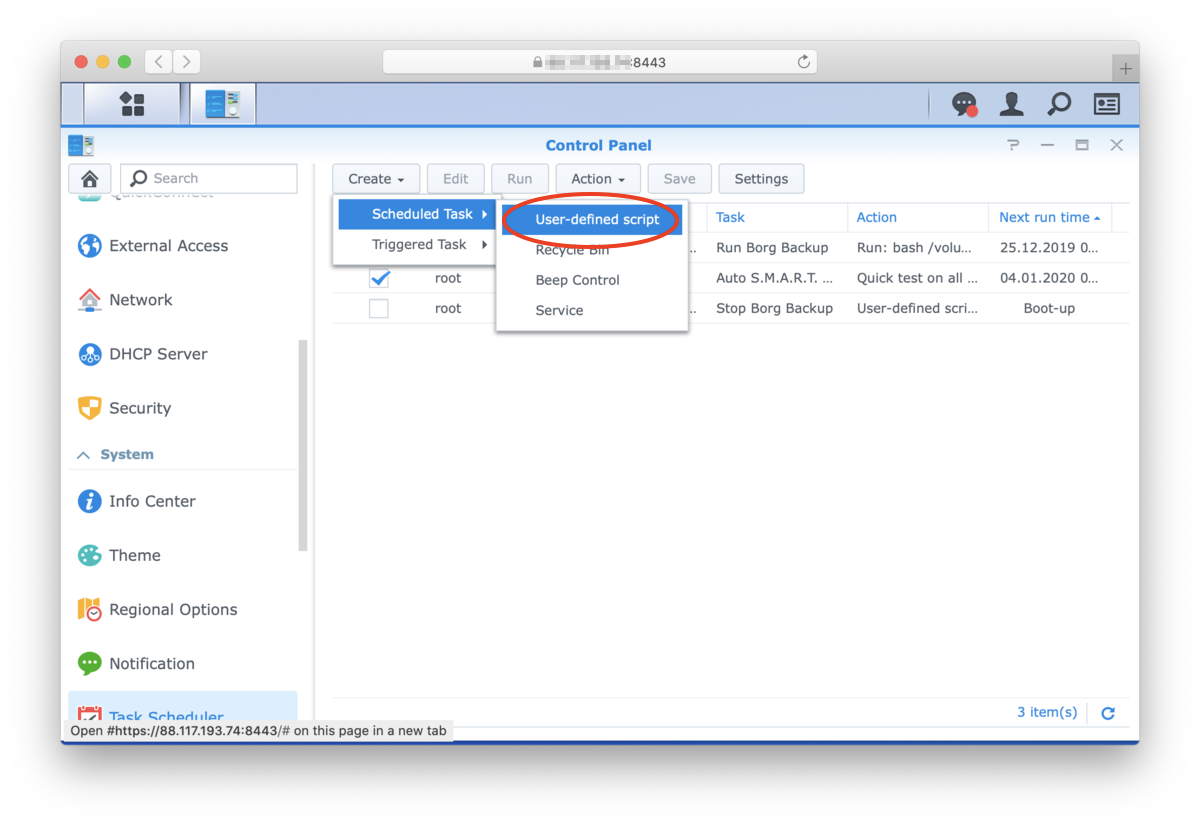 :8443
Control Panel
Search
Create
Edit
Run
Action
Save
Settings
QuickConnect
External Access
Network
DHCP Server
Security
System
Info Center
Theme
Regional Options
Notification
Task Scheduler
Scheduled Task
Triggered Task
User-defined script
Recycle Bin
Beep Control
Service
Task Action Next run time
.. Run Borg Backup Run: bash /volu... 25.12.2019 0...
root Auto S.M.A.R.T. ... Quick test on all ... 04.01.2020 0...
root .. Stop Borg Backup User-defined scri... Boot-up
3 item(s)
Open #https://88.117.193.74:8443/# on this page in a new tab